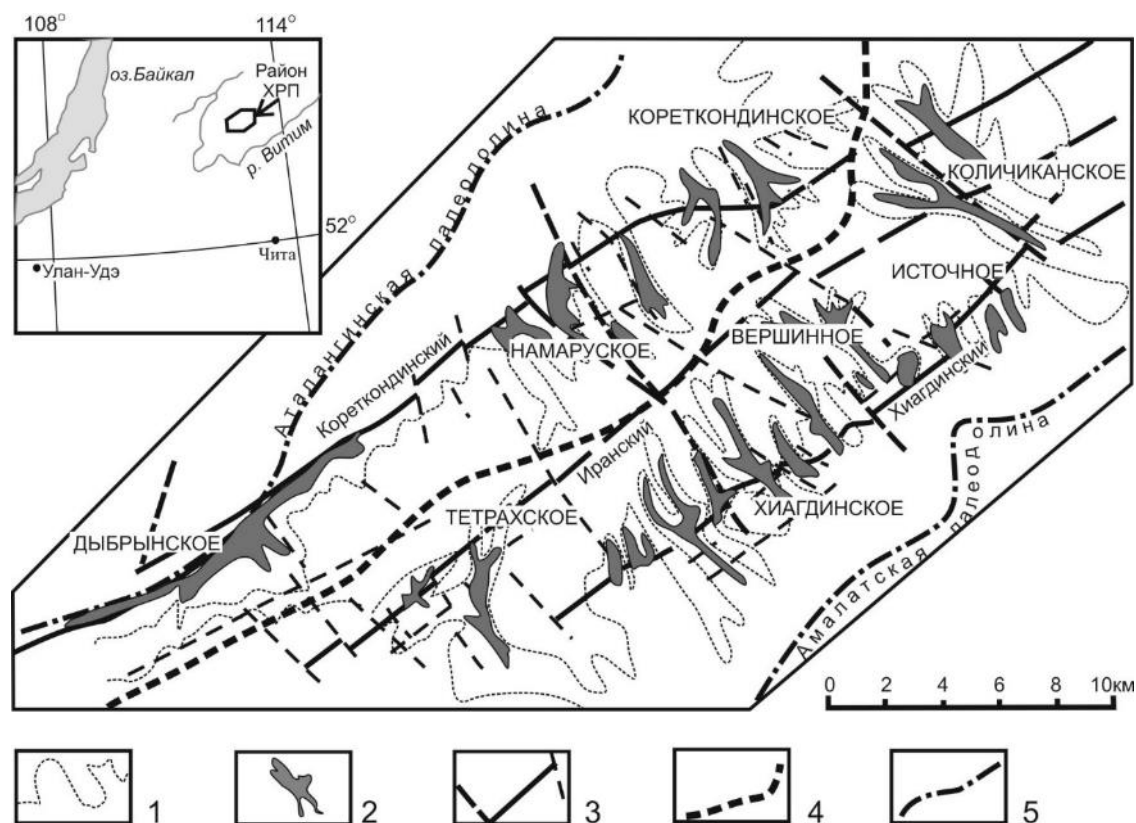 108°
114°
оз.Байкал
Район
ХРП
р. Витим
52°
Чита
Улан-Удэ
Аталангинская палеодолина
КОРЕТКОНДИНСКОЕ
КОЛИЧИКАНСКОЕ
ИСТОЧНОЕ
ВЕРШИННОЕ
НАМАРУСКОЕ
Кореткондинский
Хиагдинский
Иранский
ХИАГДИНСКОЕ
ТЕТРАХСКОЕ
ДЫБРЫНСКОЕ
Амалатская палеодолина
0 2 4 6 8 10км
1 2 3 4 5